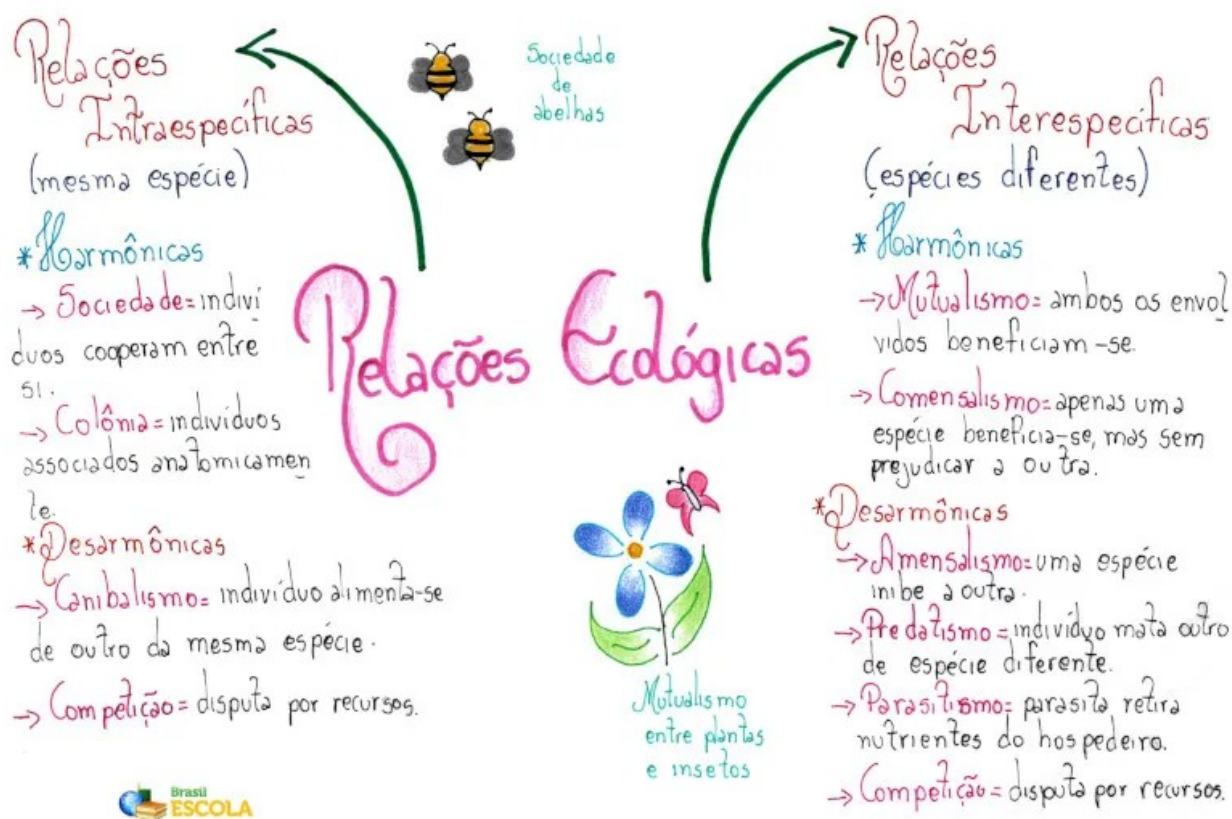 Relações
Intraespecíficas
(mesma espécie)
*Harmônicas
→ Sociedade= indiví
duos cooperam entre
si.
→ Colônia= indivíduos
associados anatomicamen
te.
*Desarmônicas
→ Canibalismo= indivíduo alimenta-se
de outro da mesma espécie.
→ Competição= disputa por recursos.
Sociedade
de
abelhas
Relações Ecológicas
Mutualismo
entre plantas
e insetos
Relações
Interespecíficas
(espécies diferentes)
* Harmônicas
→Mutualismo= ambos os envol
vidos beneficiam-se.
→Comensalismo= apenas uma
espécie beneficia-se, mas sem
prejudicar a outra.
*Desarmônicas
→Amensalismo= uma espécie
inibe a outra.
→Predatismo= indivíduo mata outro
de espécie diferente.
→Parasitismo= parasita retira
nutrientes do hospedeiro.
→Competição= disputa por recursos.
Brasil
ESCOLA